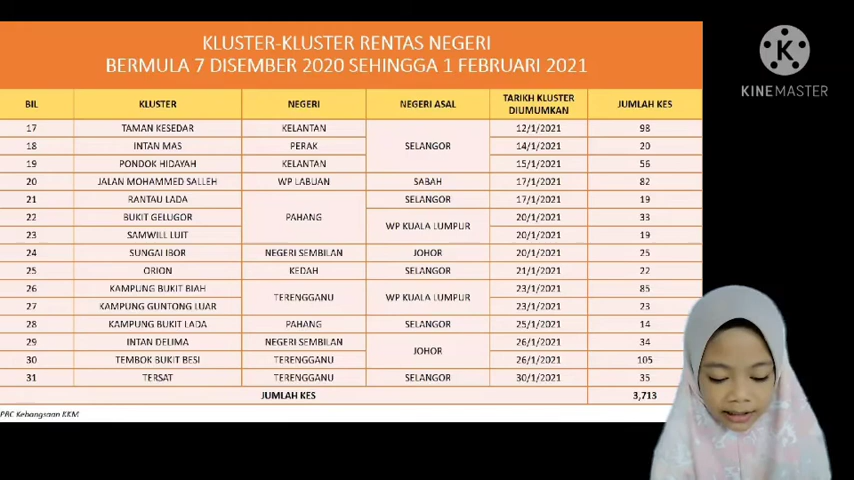 KLUSTER-KLUSTER RENTAS NEGERI
BERMULA 7 DISEMBER 2020 SEHINGGA 1 FEBRUARI 2021
KINEMASTER
BIL KLUSTER NEGERI NEGERI ASAL TARIKH KLUSTER DIUMUMKAN JUMLAH KES
17 TAMAN KESEDAR KELANTAN SELANGOR 12/1/2021 98
18 INTAN MAS PERAK 14/1/2021 20
19 PONDOK HIDAYAH KELANTAN 15/1/2021 56
20 JALAN MOHAMMED SALLEH WP LABUAN SABAH 17/1/2021 82
21 RANTAU LADA PAHANG SELANGOR 17/1/2021 19
22 BUKIT GELUGOR WP KUALA LUMPUR 20/1/2021 33
23 SAMWILL LUIT 20/1/2021 19
24 SUNGAI IBOR NEGERI SEMBILAN JOHOR 20/1/2021 25
25 ORION KEDAH SELANGOR 21/1/2021 22
26 KAMPUNG BUKIT BIAH TERENGGANU WP KUALA LUMPUR 23/1/2021 85
27 KAMPUNG GUNTONG LUAR 23/1/2021 23
28 KAMPUNG BUKIT LADA PAHANG SELANGOR 25/1/2021 14
29 INTAN DELIMA NEGERI SEMBILAN JOHOR 26/1/2021 34
30 TEMBOK BUKIT BESI TERENGGANU 26/1/2021 105
31 TERSAT TERENGGANU SELANGOR 30/1/2021 35
JUMLAH KES 3,713
PRC Kebangsaan KKM